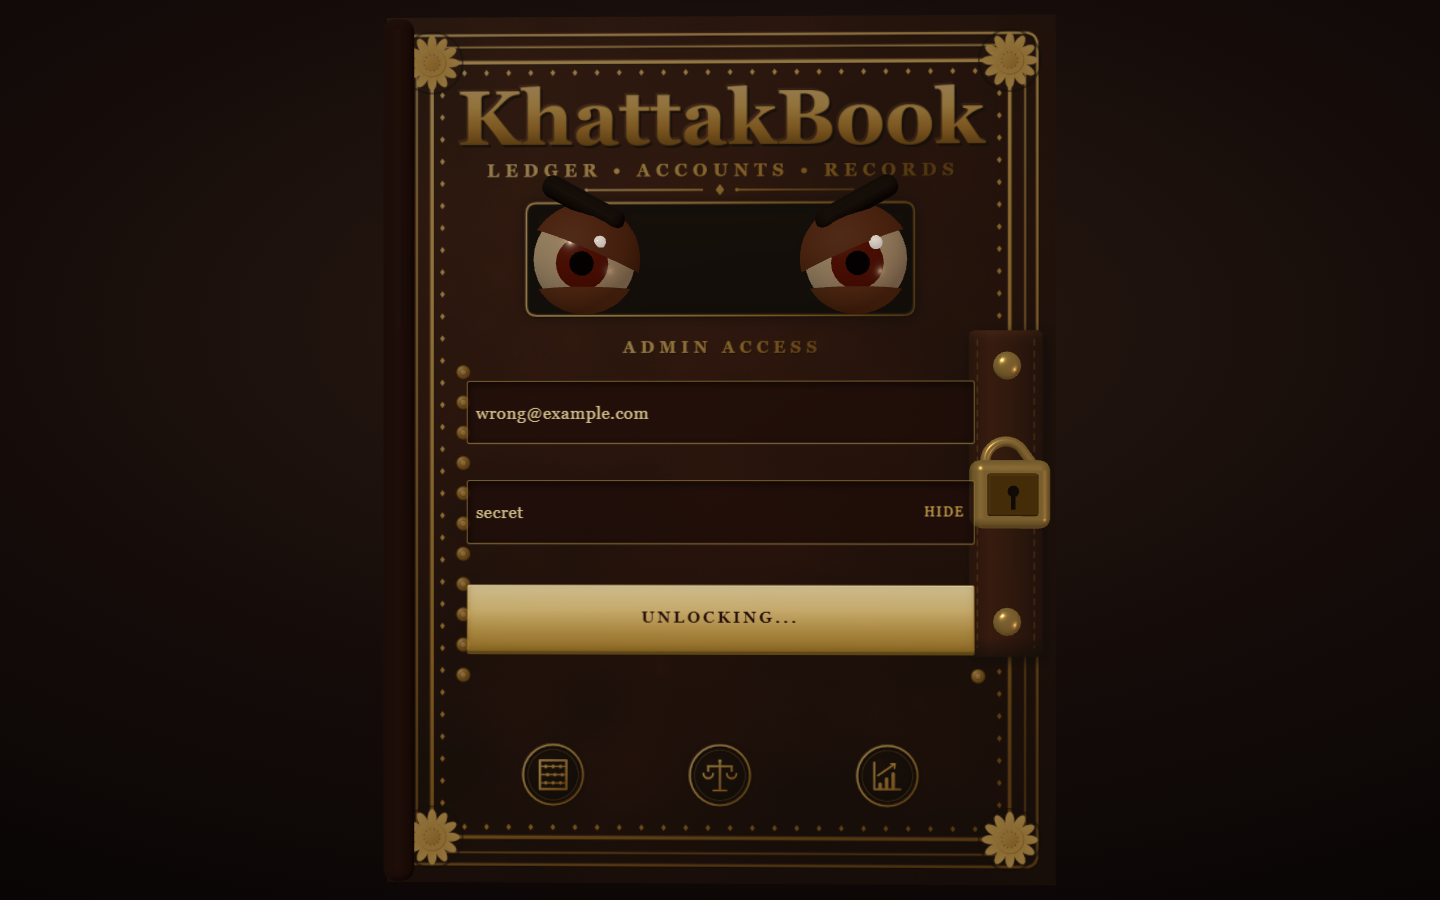 KhattakBook
LEDGER • ACCOUNTS • RECORDS
ADMIN ACCESS
wrong@example.com
secret HIDE
UNLOCKING...